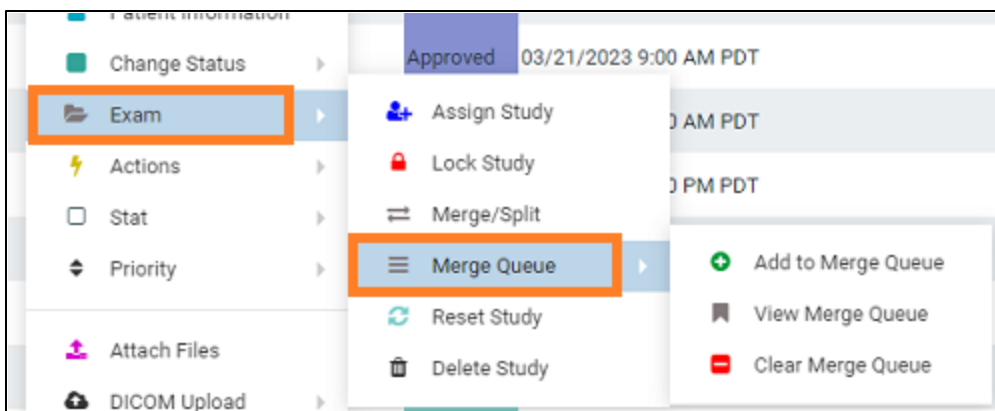 Patient Information
Change Status
Exam
Actions
Stat
Priority
Attach Files
DICOM Upload
Approved 03/21/2023 9:00 AM PDT
AM PDT
PM PDT
Assign Study
Lock Study
Merge/Split
Merge Queue
Reset Study
Delete Study
Add to Merge Queue
View Merge Queue
Clear Merge Queue